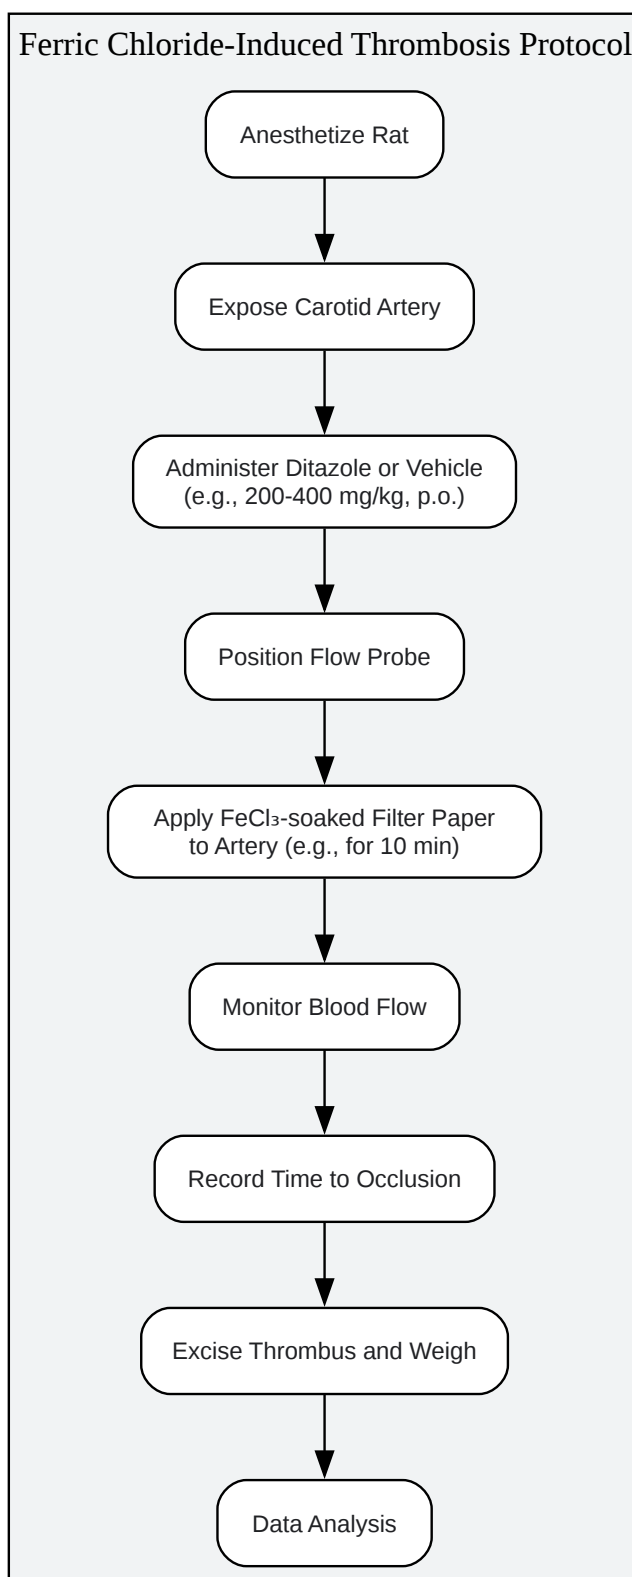 Ferric Chloride-Induced Thrombosis Protocol
Anesthetize Rat
Expose Carotid Artery
Administer Ditazole or Vehicle
(e.g., 200-400 mg/kg, p.o.)
Position Flow Probe
Apply FeCl₃-soaked Filter Paper
to Artery (e.g., for 10 min)
Monitor Blood Flow
Record Time to Occlusion
Excise Thrombus and Weigh
Data Analysis